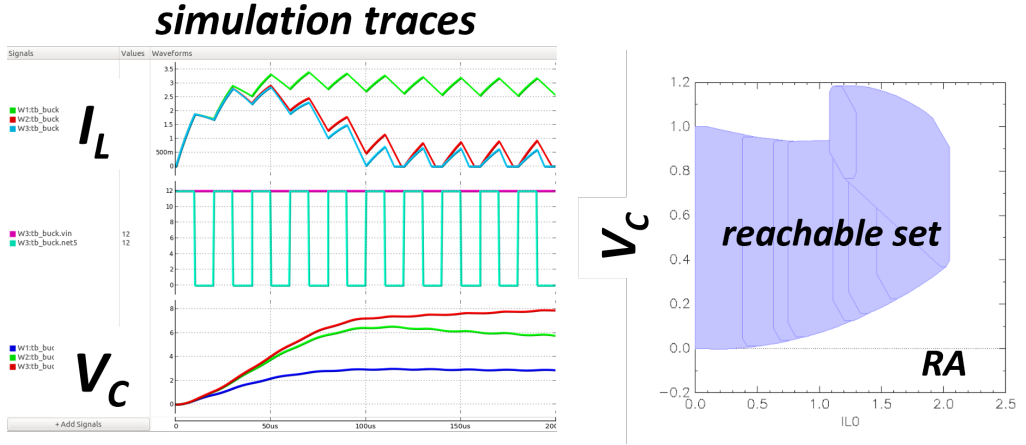 simulation traces
Signals Values Waveforms
3.5
3
2.5
2
1.5
1
500m
0
W1:tb_buck
W2:tb_buck
W3:tb_buck
I_L
12
10
8
6
4
2
0
W3:tb_buck.vin 12
W3:tb_buck.net5 12
8
6
4
2
0
W1:tb_buc
W2:tb_buc
W3:tb_buc
V_C
+ Add Signals
0 50us 100us 150us 200
V_C
1.2
1.0
0.8
0.6
0.4
0.2
0.0
−0.2
reachable set
RA
0.0 0.5 1.0 1.5 2.0 2.5
IL0